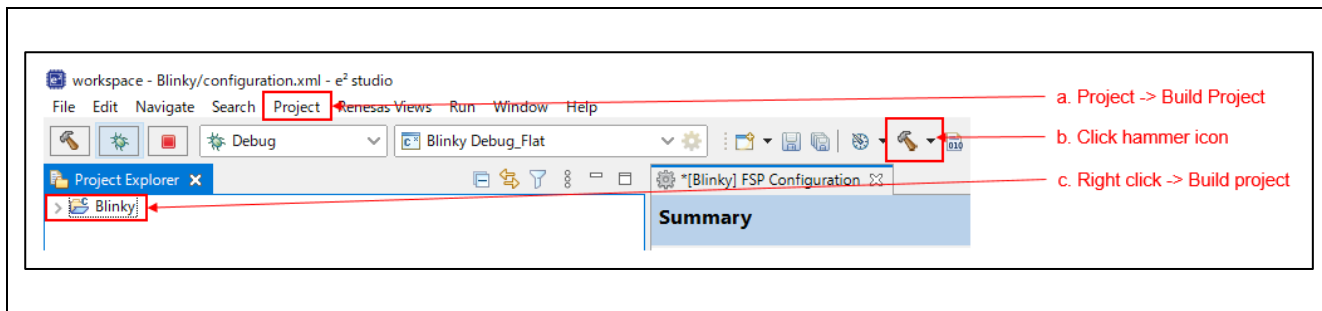 workspace - Blinky/configuration.xml - e² studio
File Edit Navigate Search Project Renesas Views Run Window Help
a. Project -> Build Project
Debug
Blinky Debug_Flat
010
b. Click hammer icon
Project Explorer
*[Blinky] FSP Configuration
c. Right click -> Build project
Blinky
Summary